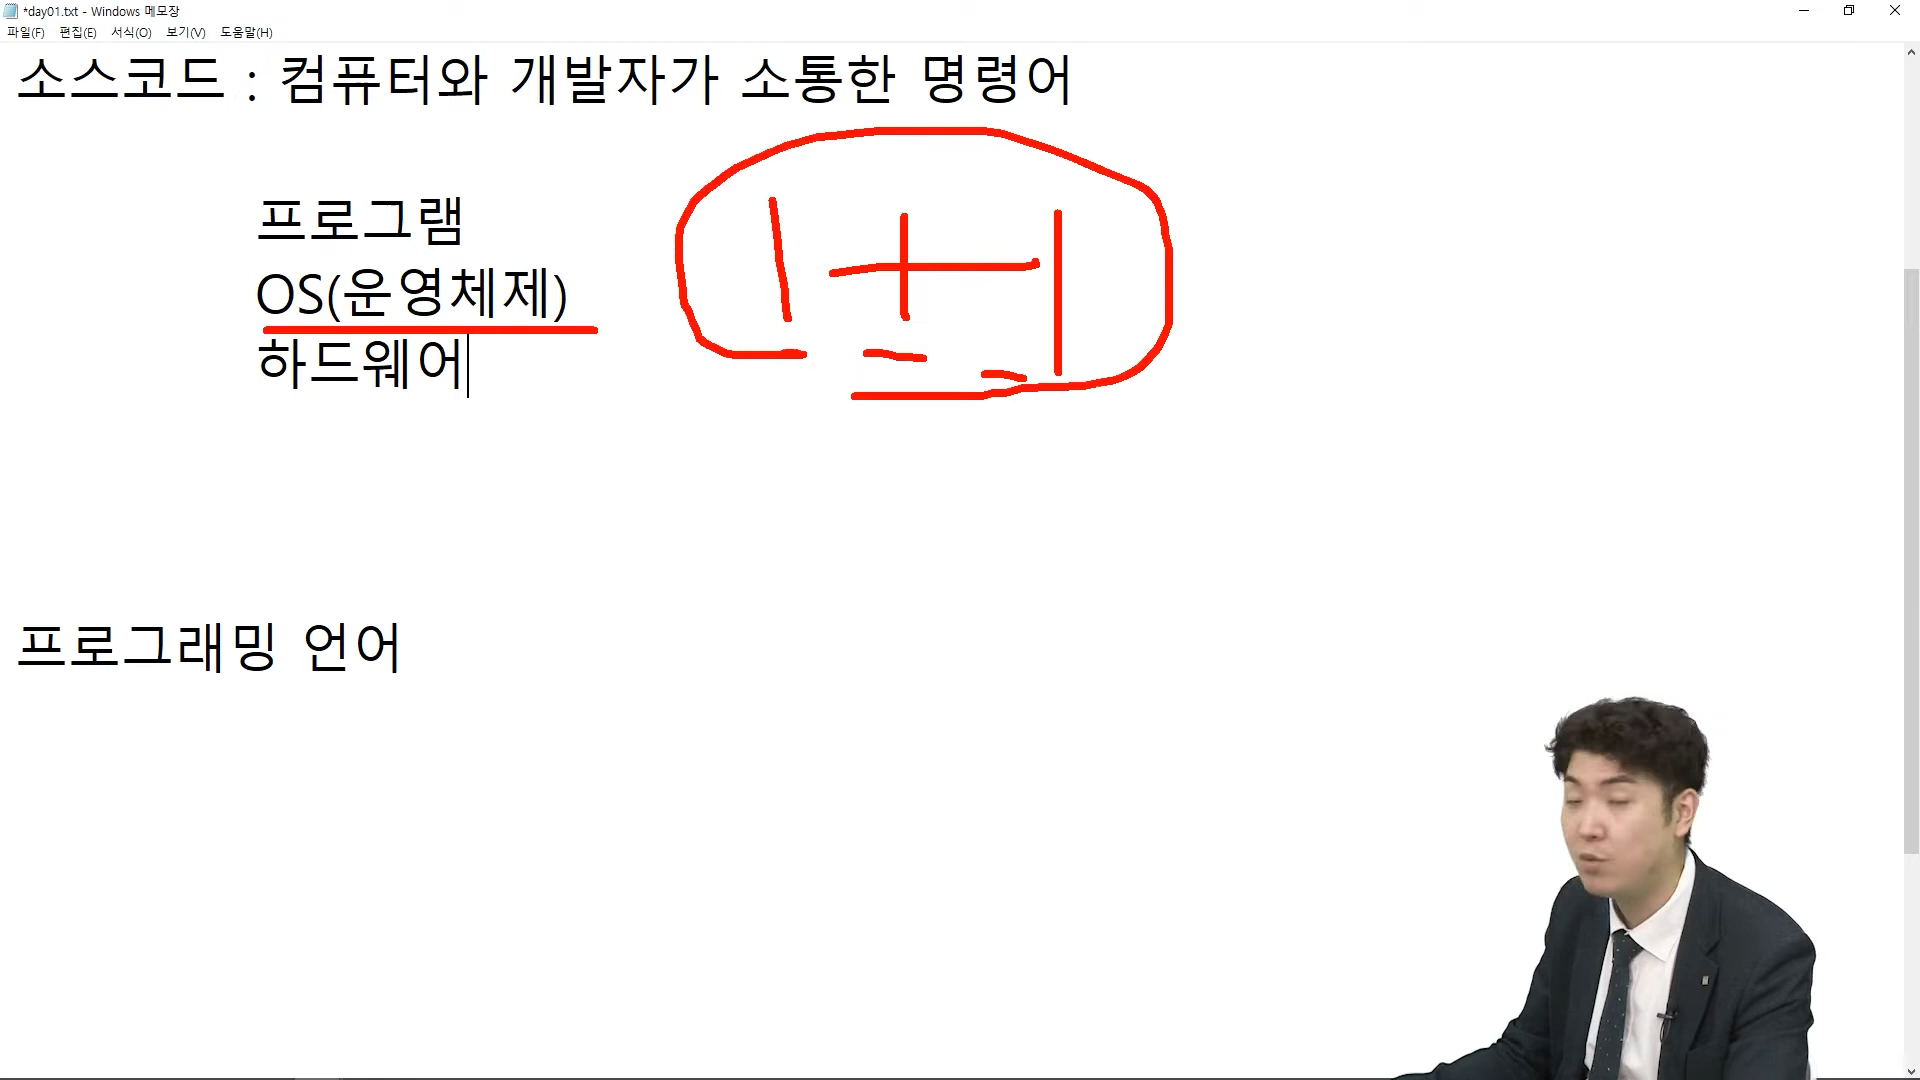 *day01.txt - Windows 메모장
파일(F) 편집(E) 서식(O) 보기(V) 도움말(H)
소스코드 : 컴퓨터와 개발자가 소통한 명령어
프로그램
1+1
OS(운영체제)
하드웨어
프로그래밍 언어